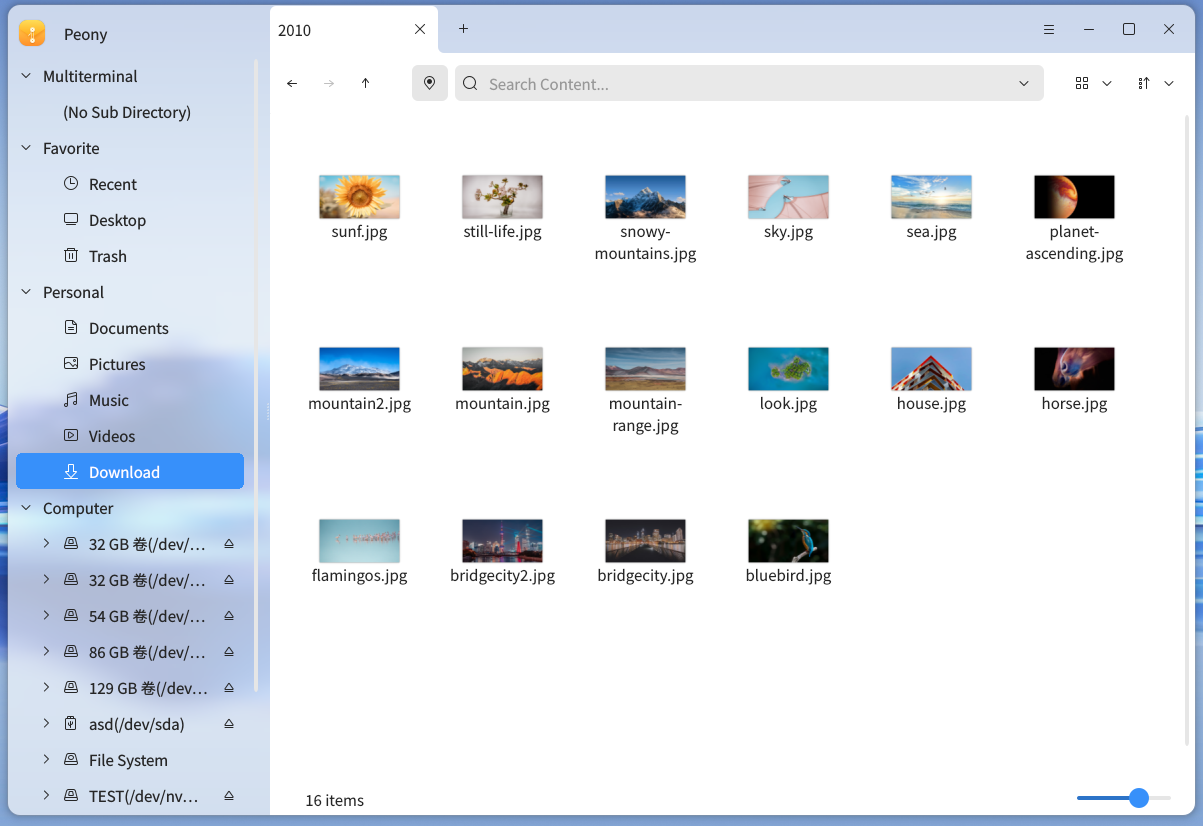 Peony
Multiterminal
(No Sub Directory)
Favorite
Recent
Desktop
Trash
Personal
Documents
Pictures
Music
Videos
Download
Computer
32 GB 卷(/dev/...
32 GB 卷(/dev/...
54 GB 卷(/dev/...
86 GB 卷(/dev/...
129 GB 卷(/dev...
asd(/dev/sda)
File System
TEST(/dev/nv...
2010
Search Content...
sunf.jpg
still-life.jpg
snowy-
mountains.jpg
sky.jpg
sea.jpg
planet-
ascending.jpg
mountain2.jpg
mountain.jpg
mountain-
range.jpg
look.jpg
house.jpg
horse.jpg
flamingos.jpg
bridgecity2.jpg
bridgecity.jpg
bluebird.jpg
16 items